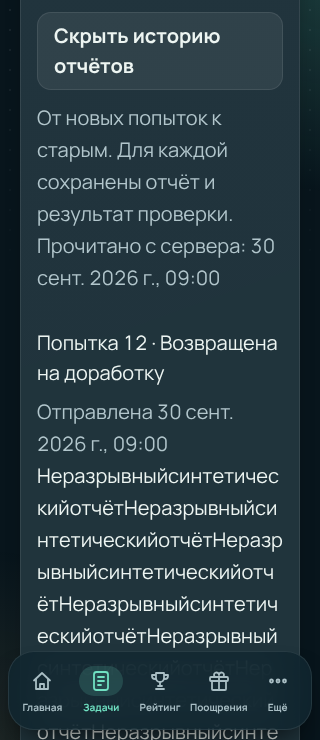 Скрыть историю
отчётов
От новых попыток к
старым. Для каждой
сохранены отчёт и
результат проверки.
Прочитано с сервера: 30
сент. 2026 г., 09:00
Попытка 12 · Возвращена
на доработку
Отправлена 30 сент.
2026 г., 09:00
Неразрывныйсинтетичес
кийотчётНеразрывныйси
нтетическийотчётНеразр
ывныйсинтетическийотч
ётНеразрывныйсинтетич
ескийотчётНеразрывный
Главная
Задачи
Рейтинг
Поощрения
Ещё